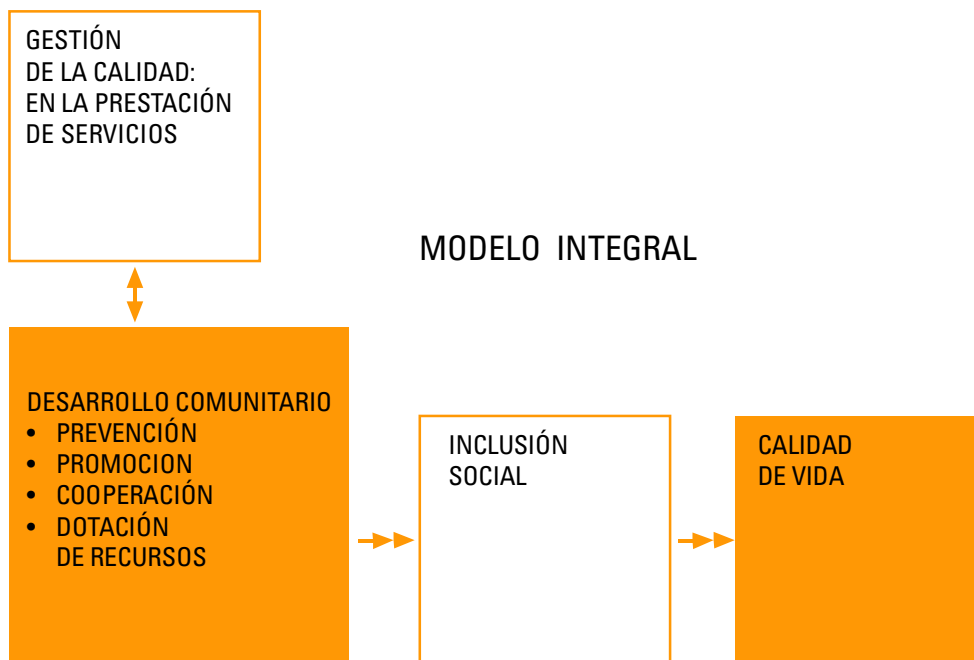 GESTIÓN
DE LA CALIDAD:
EN LA PRESTACIÓN
DE SERVICIOS
MODELO INTEGRAL
DESARROLLO COMUNITARIO
• PREVENCIÓN
• PROMOCION
• COOPERACIÓN
• DOTACIÓN
DE RECURSOS
INCLUSIÓN
SOCIAL
CALIDAD
DE VIDA